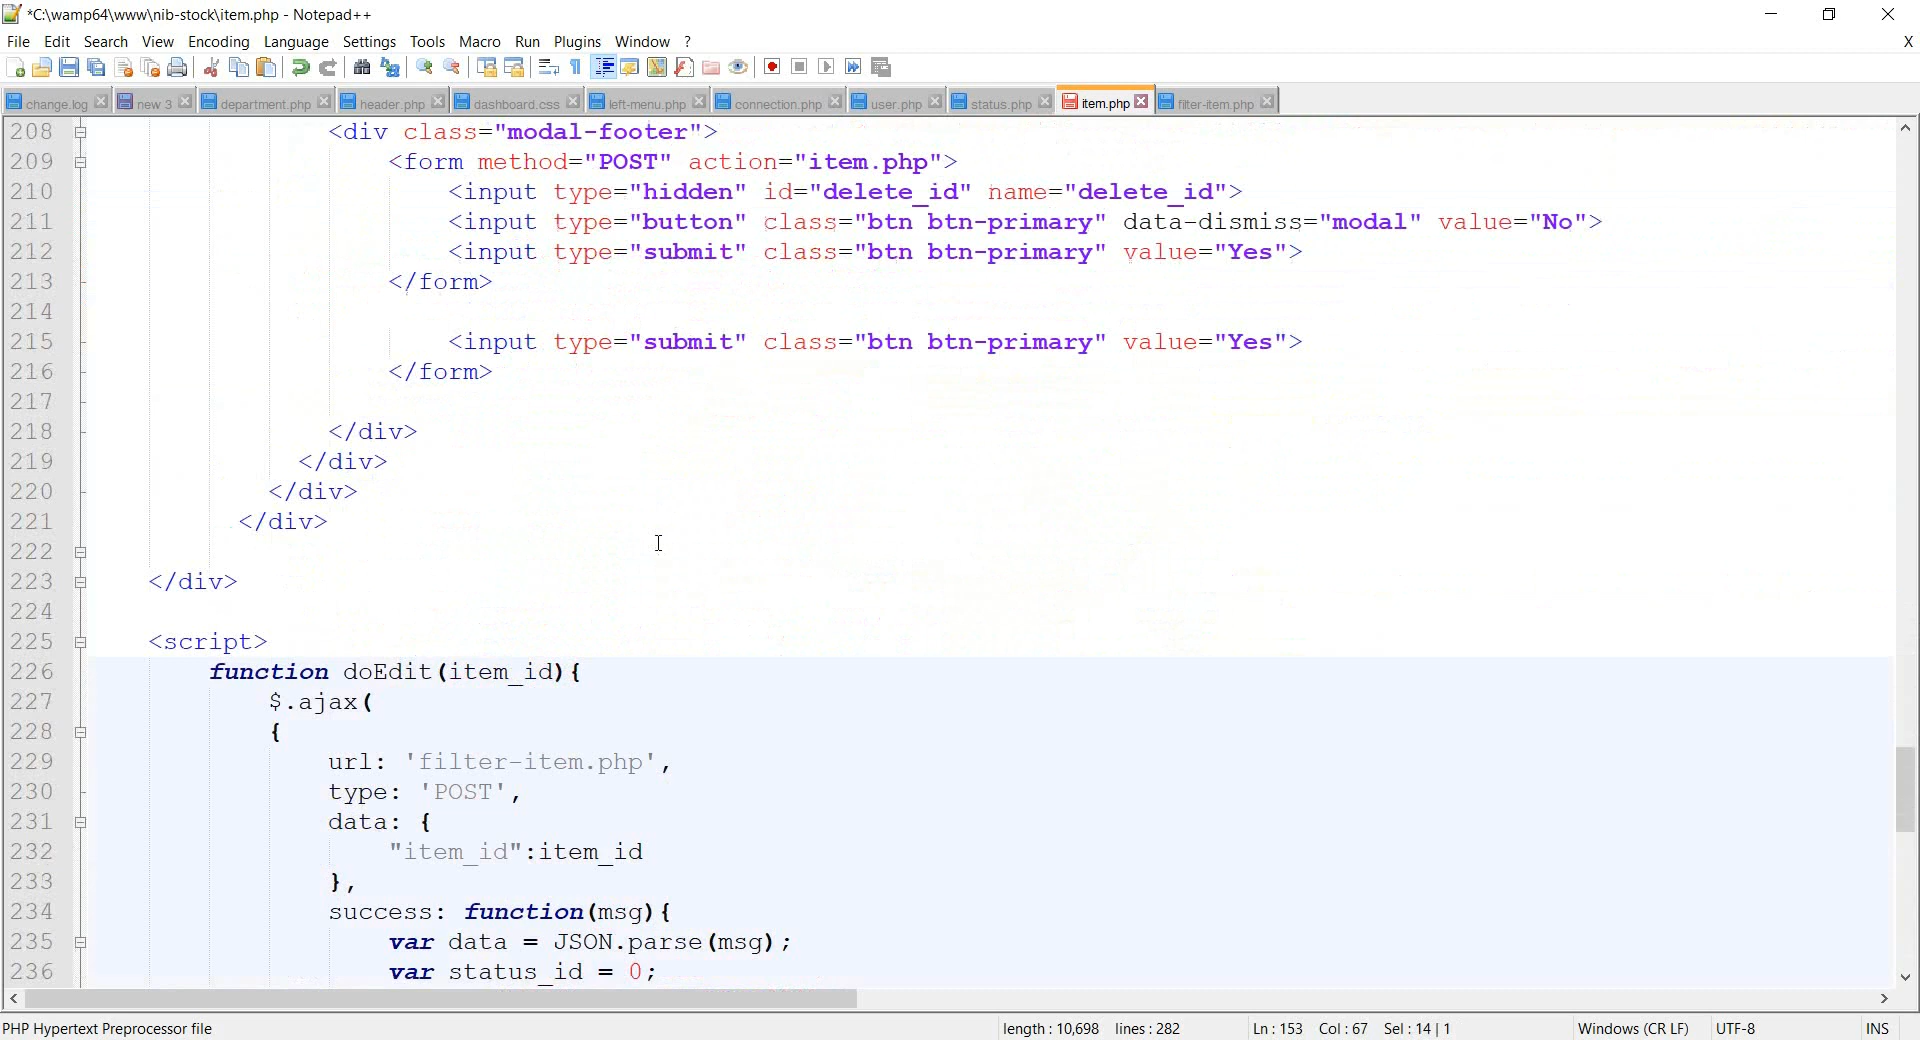 *C:\wamp64\www\nib-stock\item.php - Notepad++
File Edit Search View Encoding Language Settings Tools Macro Run Plugins Window ? X
change.log new 3 department.php header.php dashboard.css left-menu.php connection.php user.php status.php item.php filter-item.php
208 <div class="modal-footer">
209 <form method="POST" action="item.php">
210 <input type="hidden" id="delete_id" name="delete_id">
211 <input type="button" class="btn btn-primary" data-dismiss="modal" value="No">
212 <input type="submit" class="btn btn-primary" value="Yes">
213 </form>
214
215 <input type="submit" class="btn btn-primary" value="Yes">
216 </form>
217
218 </div>
219 </div>
220 </div>
221 </div>
222
223 </div>
224
225 <script>
226 function doEdit(item_id){
227 $.ajax(
228 {
229 url: 'filter-item.php',
230 type: 'POST',
231 data: {
232 "item_id":item_id
233 },
234 success: function(msg){
235 var data = JSON.parse(msg);
236 var status_id = 0;
PHP Hypertext Preprocessor file length : 10,698 lines : 282 Ln : 153 Col : 67 Sel : 14 | 1 Windows (CR LF) UTF-8 INS